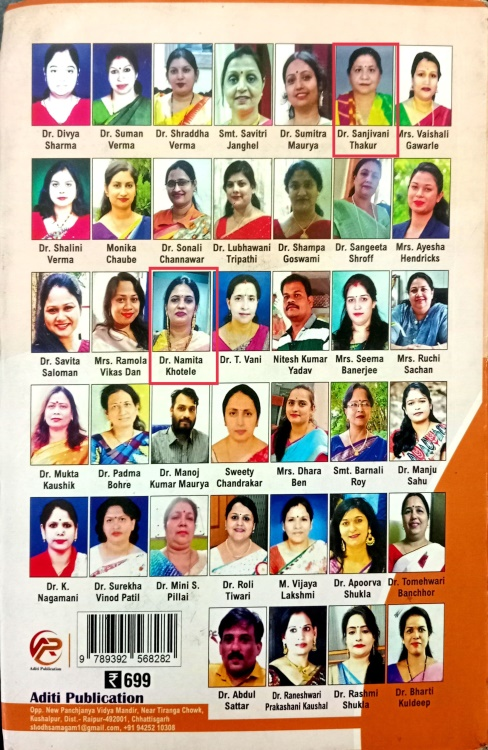 Dr. Divya Sharma
Dr. Suman Verma
Dr. Shraddha Verma
Smt. Savitri Janghel
Dr. Sumitra Maurya
Dr. Sanjivani Thakur
Mrs. Vaishali Gawarle
Dr. Shalini Verma
Monika Chaube
Dr. Sonali Channawar
Dr. Lubhawani Tripathi
Dr. Shampa Goswami
Dr. Sangeeta Shroff
Mrs. Ayesha Hendricks
Dr. Savita Saloman
Mrs. Ramola Vikas Dan
Dr. Namita Khotele
Dr. T. Vani
Nitesh Kumar Yadav
Mrs. Seema Banerjee
Mrs. Ruchi Sachan
Dr. Mukta Kaushik
Dr. Padma Bohre
Dr. Manoj Kumar Maurya
Sweety Chandrakar
Mrs. Dhara Ben
Smt. Barnali Roy
Dr. Manju Sahu
Dr. K. Nagamani
Dr. Surekha Vinod Patil
Dr. Mini S. Pillai
Dr. Roli Tiwari
M. Vijaya Lakshmi
Dr. Apoorva Shukla
Dr. Tomehwari Banchhor
Dr. Abdul Sattar
Dr. Raneshwari Prakashani Kaushal
Dr. Rashmi Shukla
Dr. Bharti Kuldeep
Aditi Publication
9 789392 568282
₹ 699
Aditi Publication
Opp. New Panchjanya Vidya Mandir, Near Tiranga Chowk,
Kushalpur, Dist.- Raipur-492001, Chhattisgarh
shodhsamagam1@gmail.com, +91 94252 10308